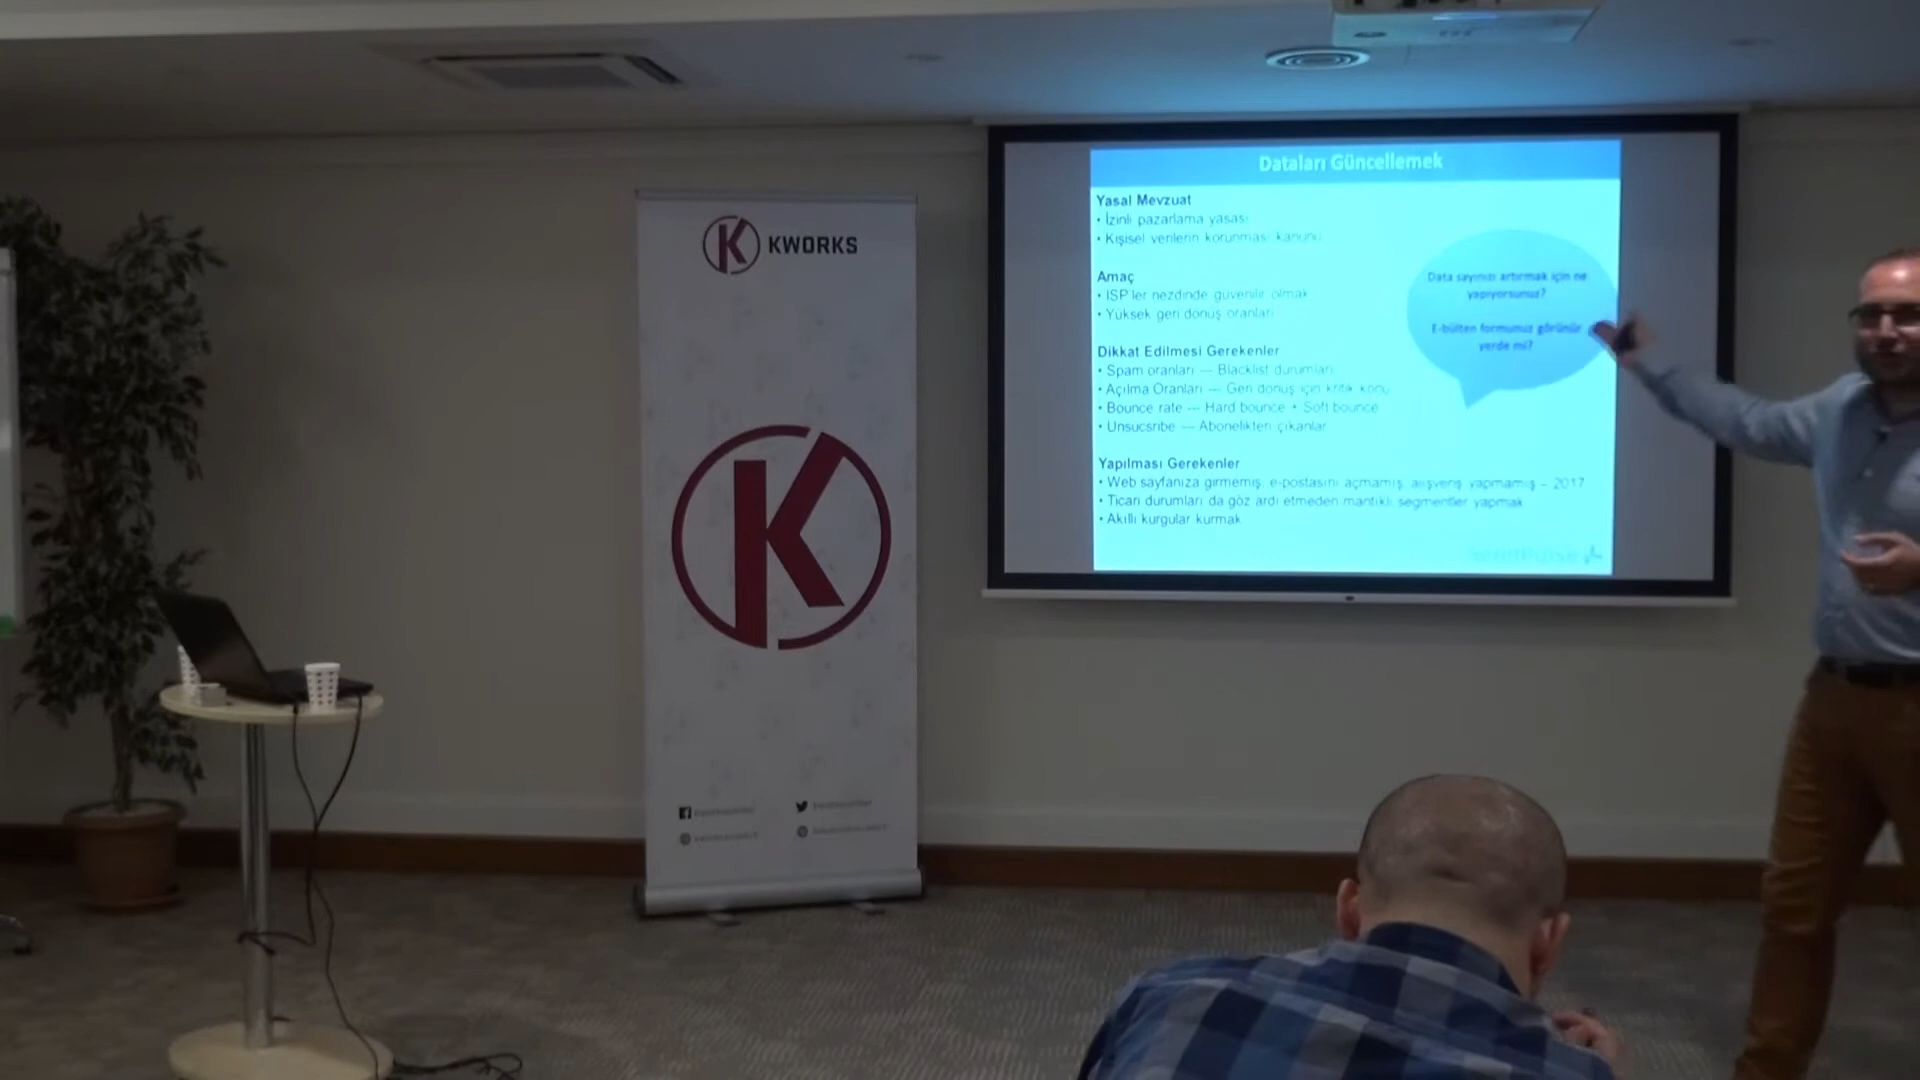 KWORKS
Dataları Güncellemek
Yasal Mevzuat
• İzinli pazarlama yasası
• Kişisel verilerin korunması kanunu
Amaç
• ISP'ler nezdinde güvenilir olmak
• Yüksek geri dönüş oranları
Dikkat Edilmesi Gerekenler
• Spam oranları --- Blacklist durumları
• Açılma Oranları --- Geri dönüş için kritik konu
• Bounce rate --- Hard bounce • Soft bounce
• Unsucsribe --- Abonelikten çıkanlar
Yapılması Gerekenler
• Web sayfanıza girmemiş, e-postasını açmamış, alışveriş yapmamış – 2017
• Ticari durumları da göz ardı etmeden mantıklı segmentler yapmak
• Akıllı kurgular kurmak
Data sayınızı artırmak için ne
yapıyorsunuz?
E-bülten formunuz görünür
yerde mi?